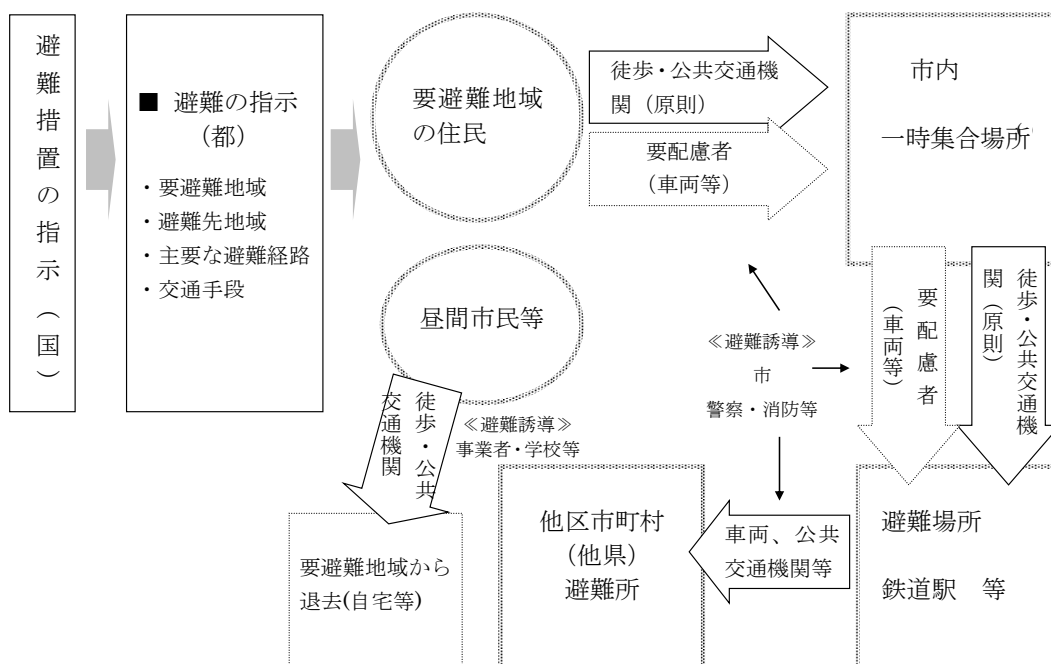 避難措置の指示（国）
■ 避難の指示
（都）
・要避難地域
・避難先地域
・主要な避難経路
・交通手段
要避難地域
の住民
徒歩・公共交通機
関（原則）
要配慮者
（車両等）
市内
一時集合場所
昼間市民等
徒歩・公共
交通機関
≪避難誘導≫
事業者・学校等
≪避難誘導≫
市
警察・消防等
要配慮者
（車両等）
徒歩・公共交通機
関（原則）
要避難地域から
退去(自宅等)
他区市町村
（他県）
避難所
車両、公共
交通機関等
避難場所
鉄道駅　等